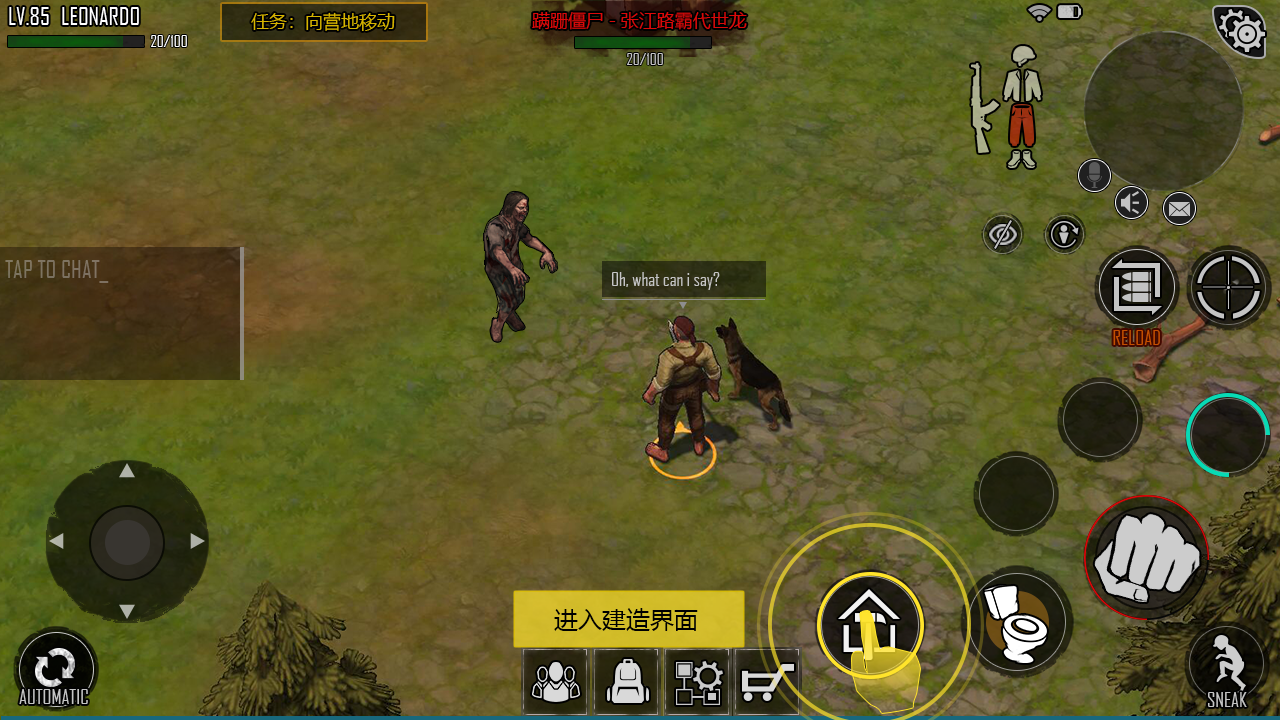 LV.85 LEONARDO
20/100
任务：向营地移动
蹒跚僵尸 - 张江路霸代世龙
20/100
TAP TO CHAT_
Oh, what can i say?
RELOAD
进入建造界面
AUTOMATIC
SNEAK